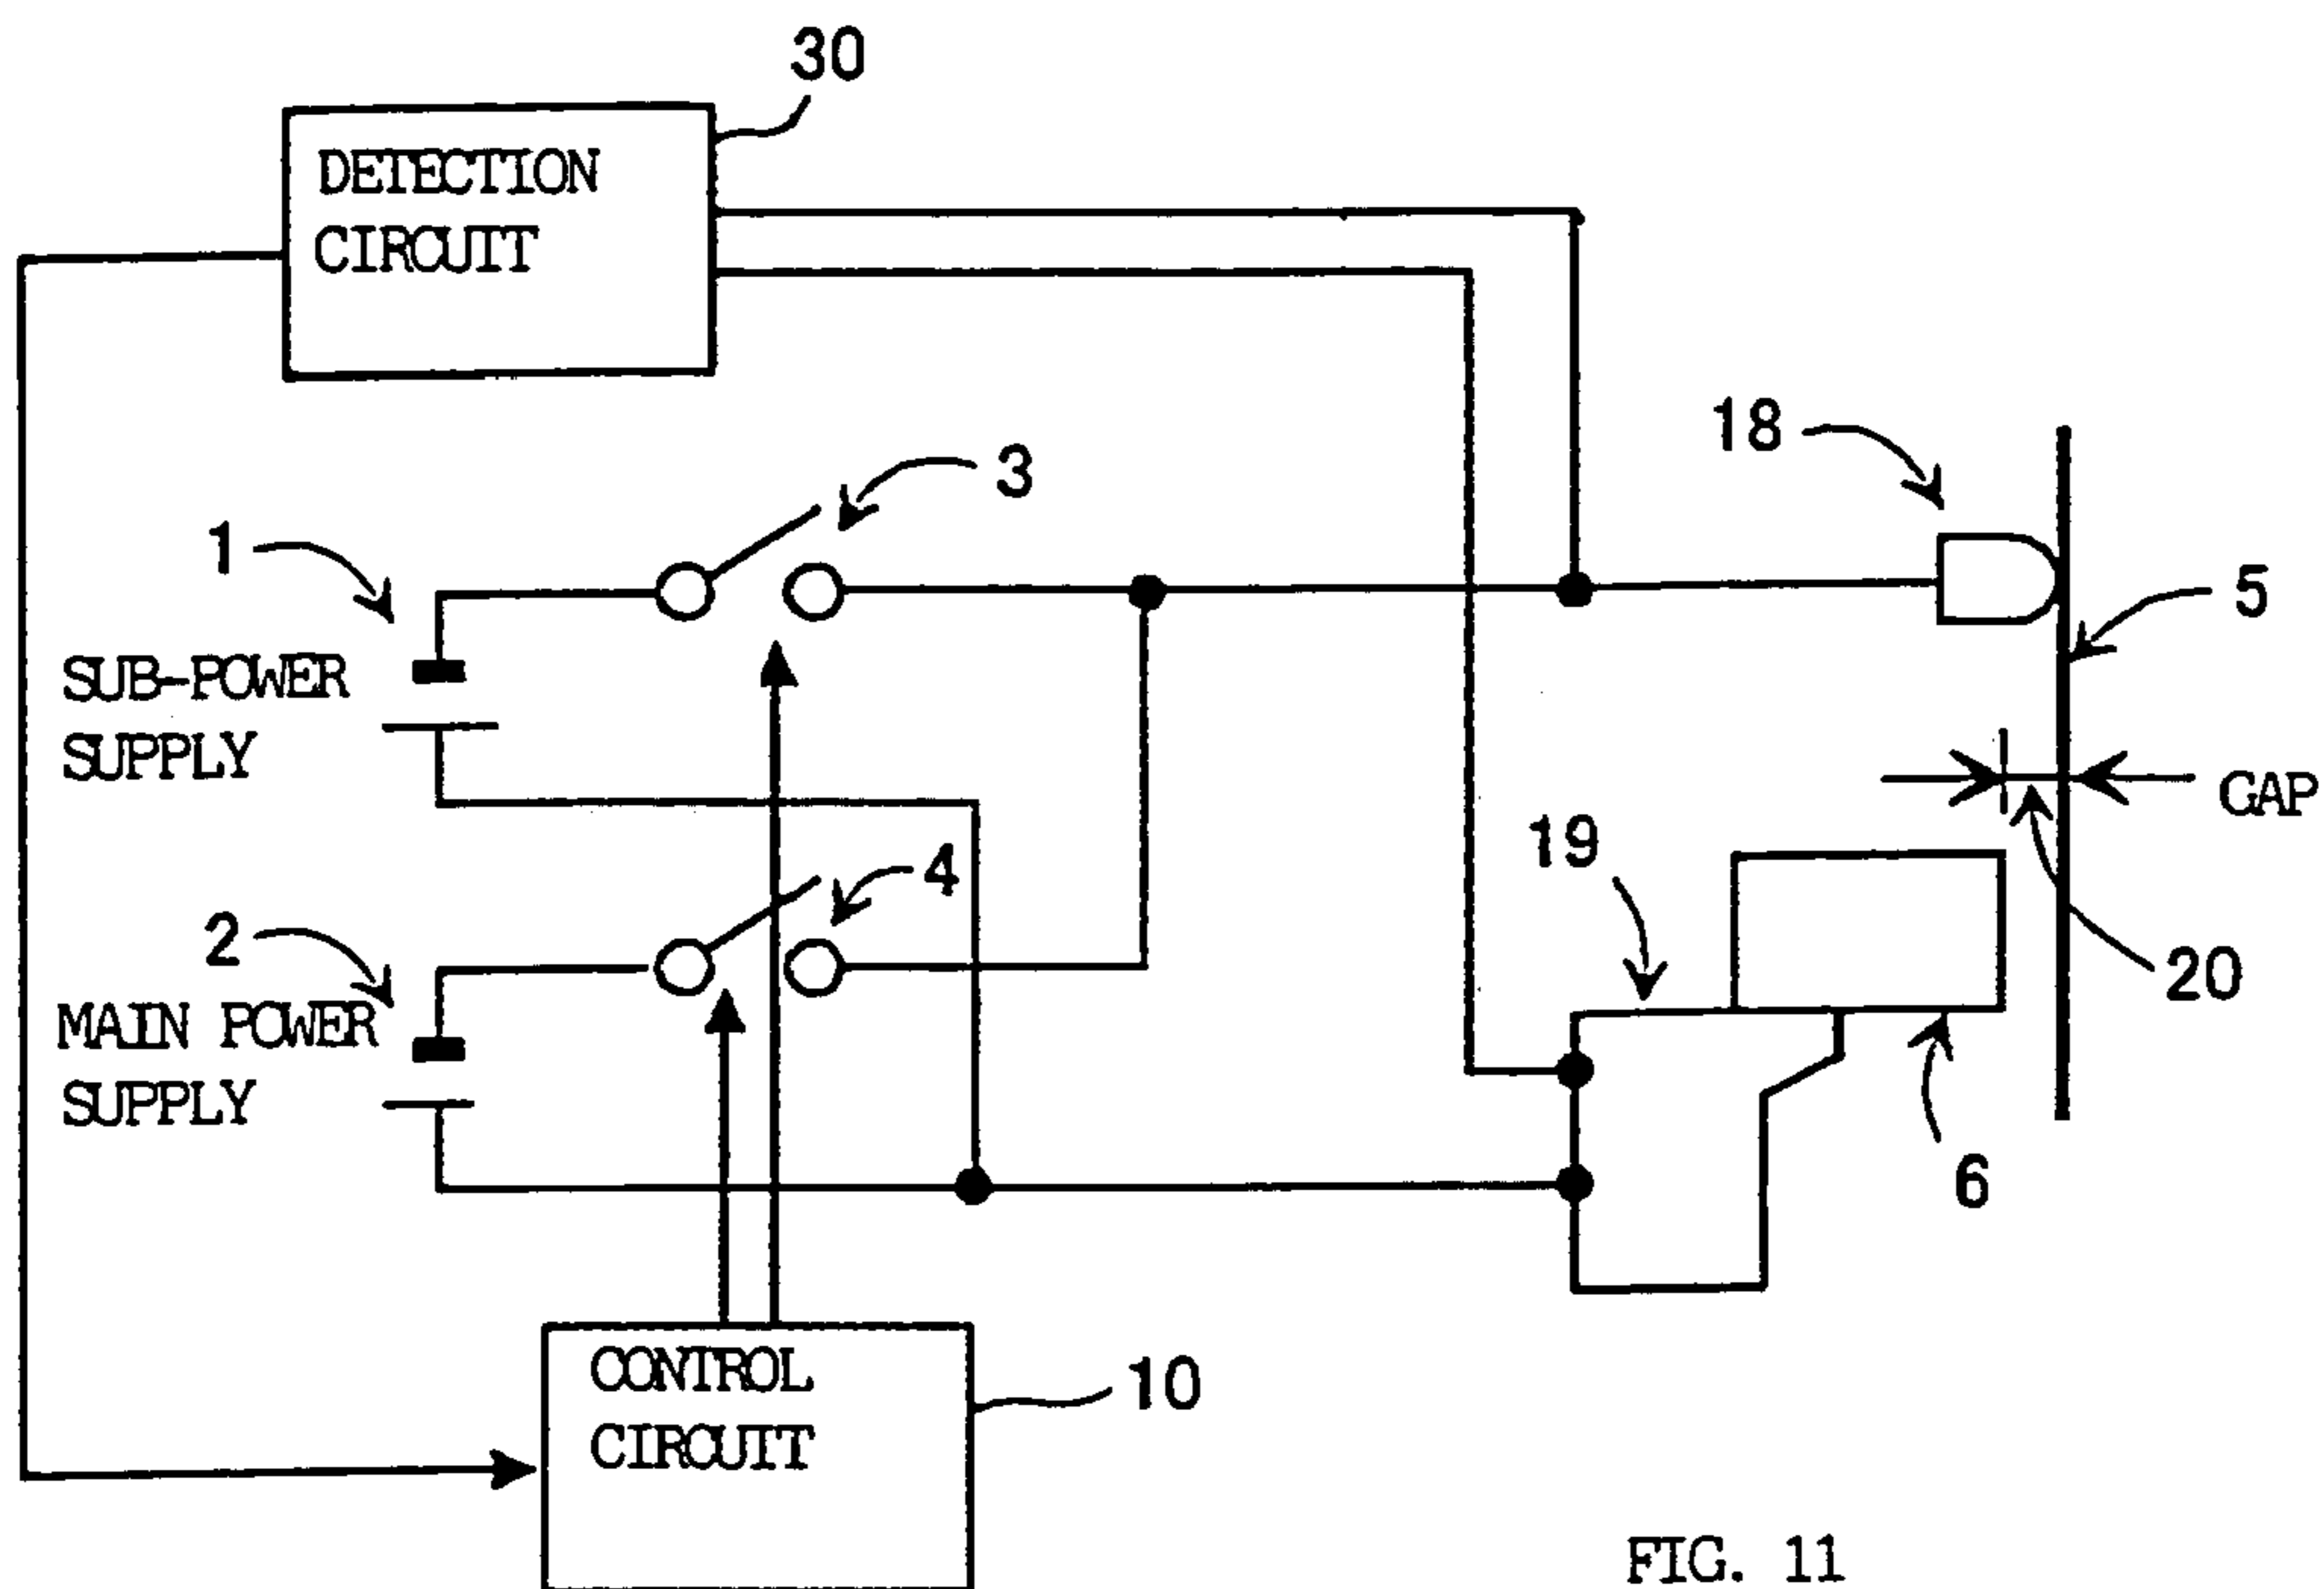 30
DETECTION
CIRCUIT
18
3
1
5
SUB-POWER
SUPPLY
GAP
19
4
2
20
MAIN POWER
SUPPLY
6
CONTROL
CIRCUIT
10
FIG. 11